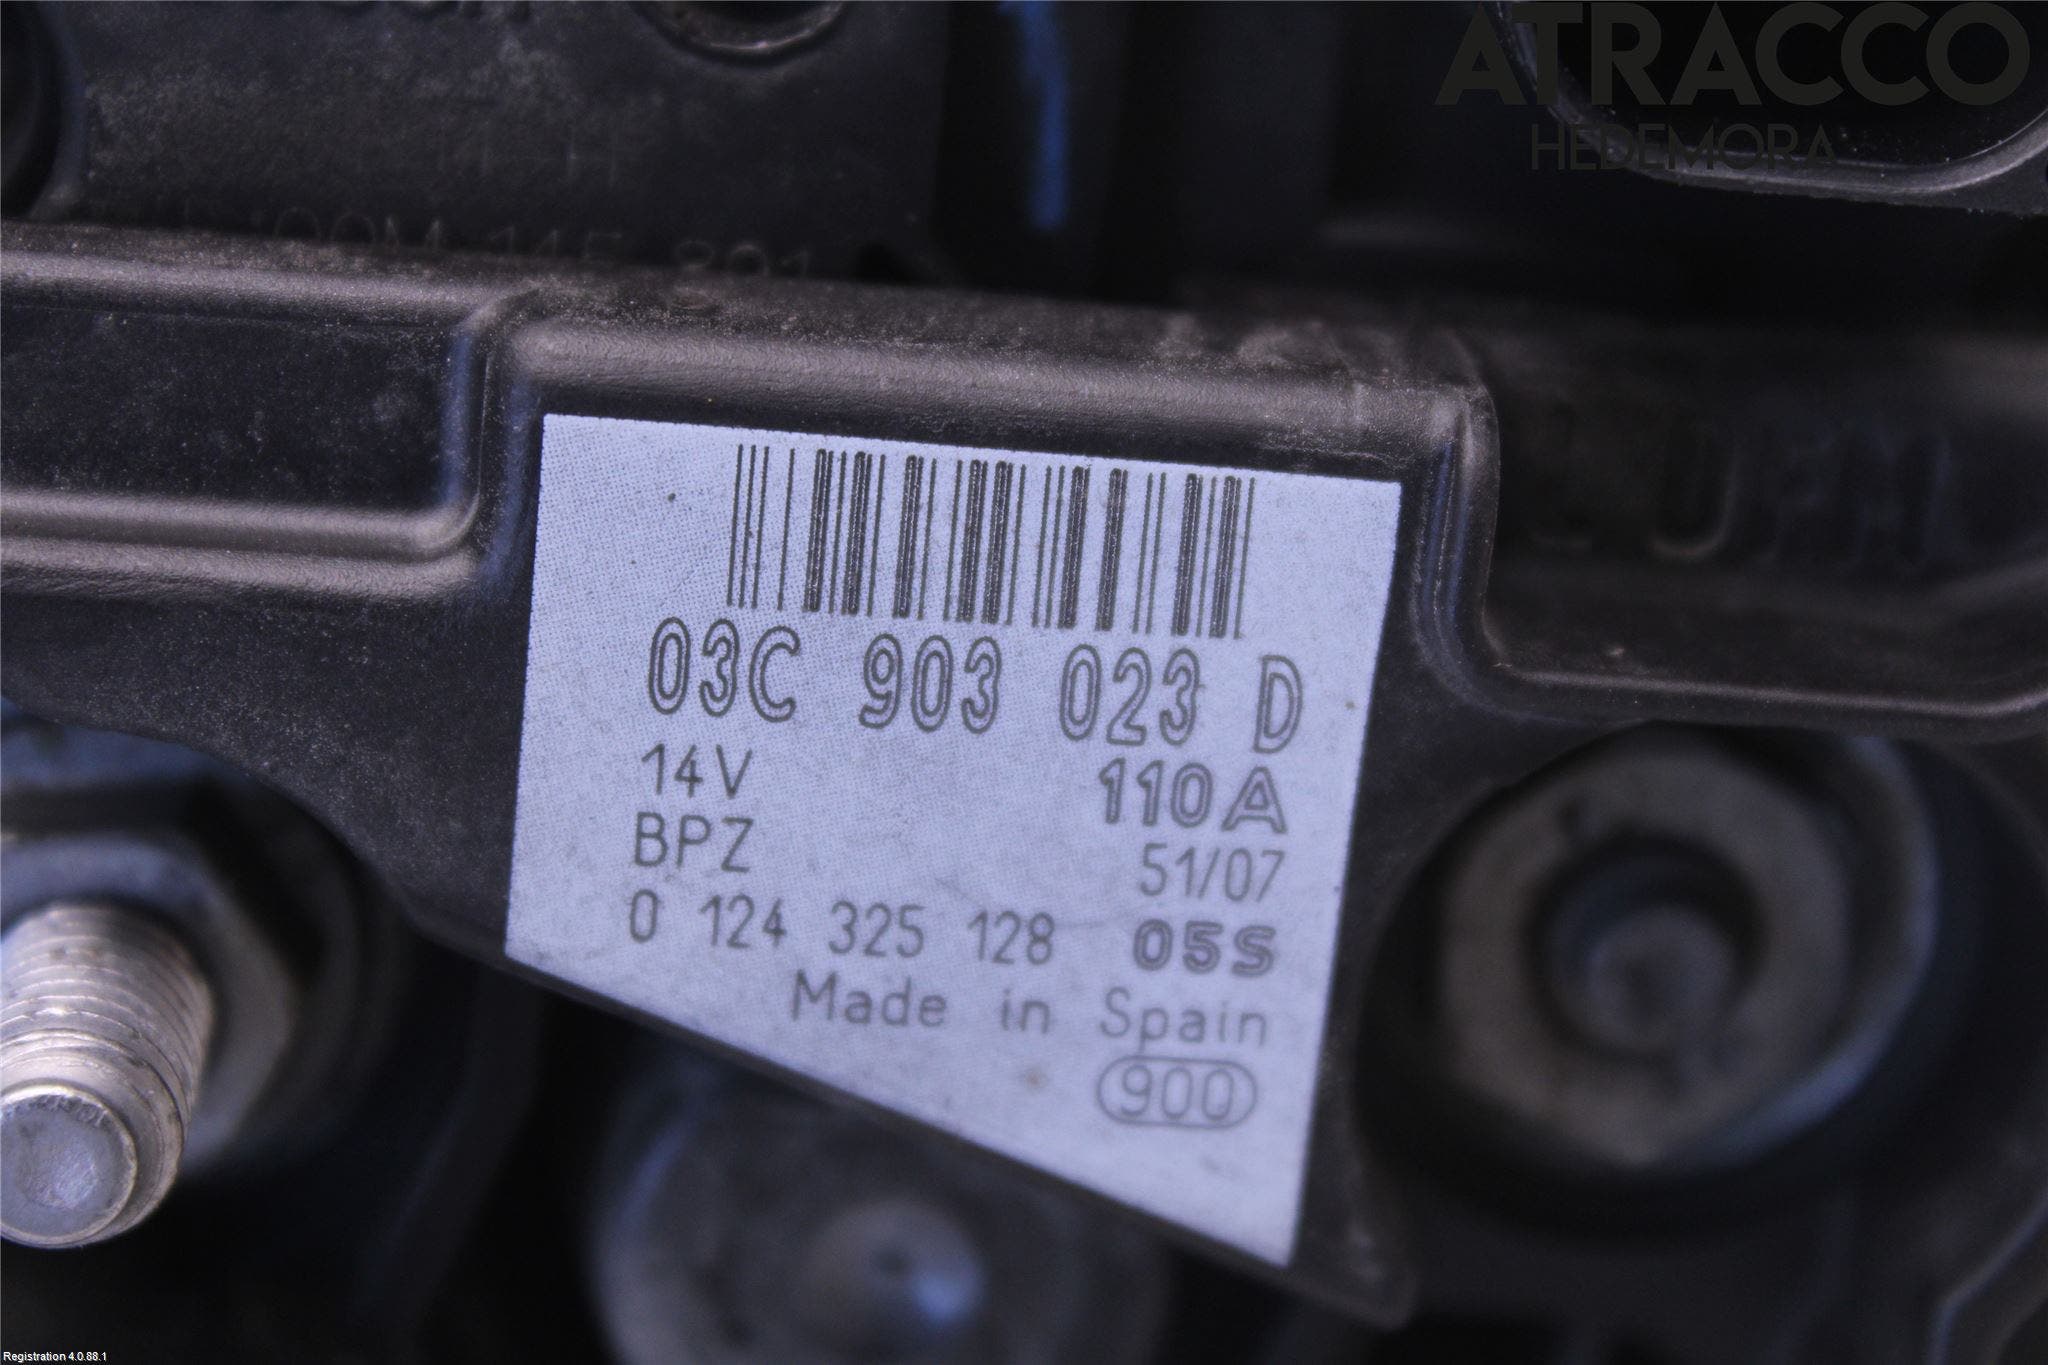 ATRACCO
HEDEMORA
03C 903 023 D
14V 110A
BPZ 51/07
0 124 325 128 05S
Made in Spain
900
Registration 4.0.88.1